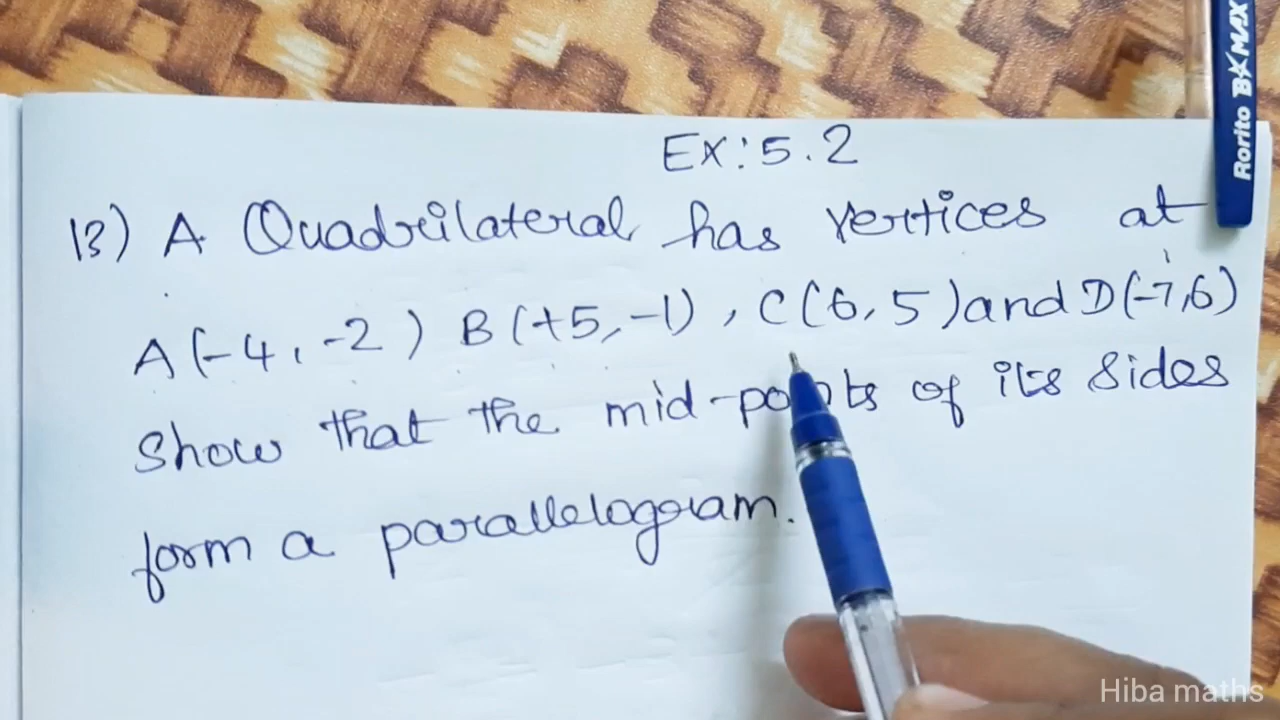 Ex: 5.2
13) A Quadrilateral has vertices at
A(-4, -2) B(+5, -1), C(6, 5) and D(-7, 6)
Show that the mid-points of its sides
form a parallelogram.
Rorito B MAX
Hiba maths